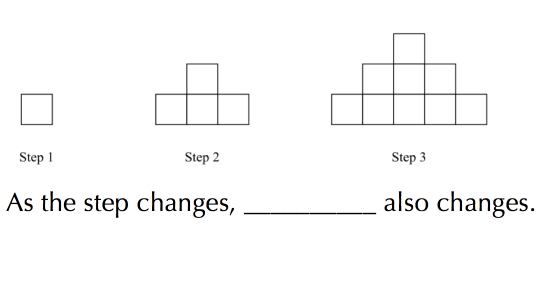 Step 1 Step 2 Step 3
As the step changes, __________ also changes.